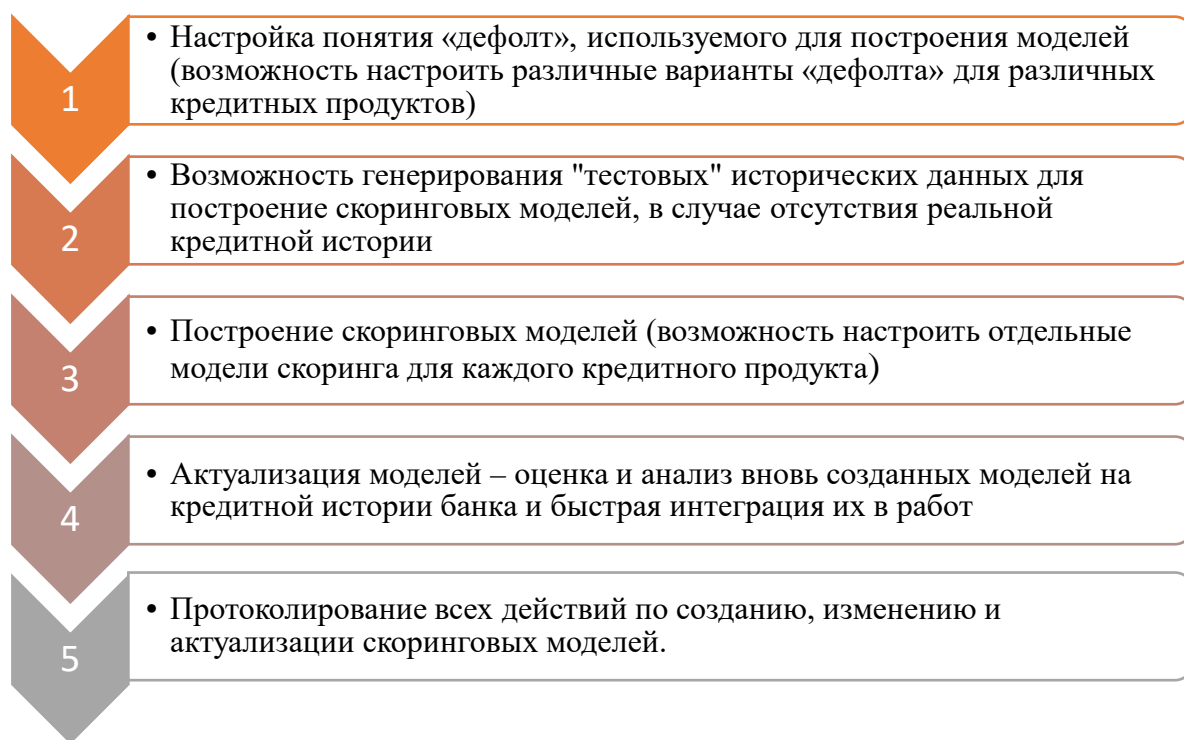 1
• Настройка понятия «дефолт», используемого для построения моделей
(возможность настроить различные варианты «дефолта» для различных
кредитных продуктов)
2
• Возможность генерирования "тестовых" исторических данных для
построение скоринговых моделей, в случае отсутствия реальной
кредитной истории
3
• Построение скоринговых моделей (возможность настроить отдельные
модели скоринга для каждого кредитного продукта)
4
• Актуализация моделей – оценка и анализ вновь созданных моделей на
кредитной истории банка и быстрая интеграция их в работ
5
• Протоколирование всех действий по созданию, изменению и
актуализации скоринговых моделей.